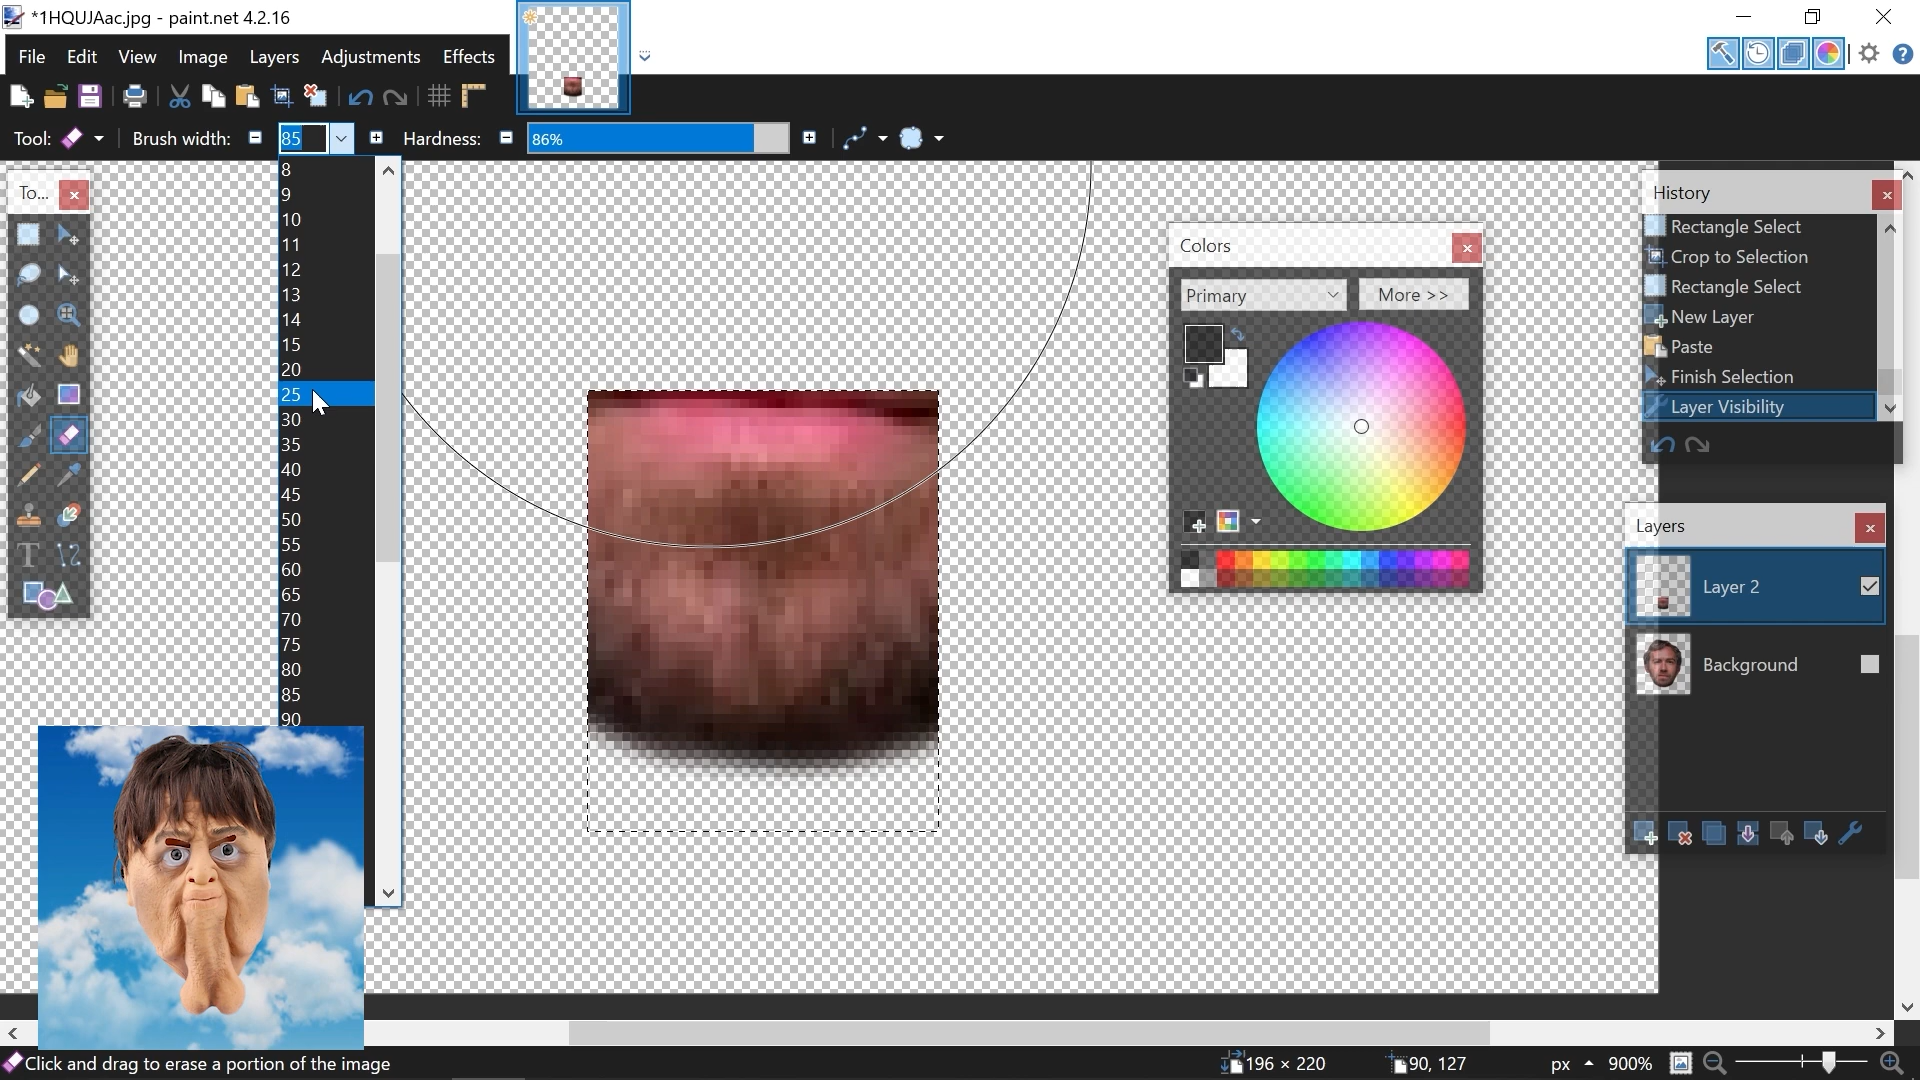 *1HQUJAac.jpg - paint.net 4.2.16
File Edit View Image Layers Adjustments Effects
Tool: Brush width: 85 Hardness: 86%
To...
8
9
10
11
12
13
14
15
20
25
30
35
40
45
50
55
60
65
70
75
80
85
90
Colors
Primary More >>
History
Rectangle Select
Crop to Selection
Rectangle Select
New Layer
Paste
Finish Selection
Layer Visibility
Layers
Layer 2
Background
T
Click and drag to erase a portion of the image 196 × 220 90, 127 px 900%